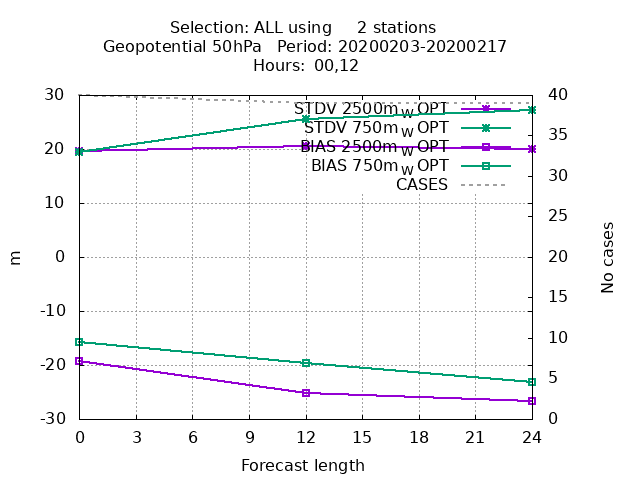 Selection: ALL using     2 stations
Geopotential 50hPa   Period: 20200203-20200217
Hours:  00,12
30
20
10
0
-10
-20
-30
m
40
35
30
25
20
15
10
5
0
No cases
STDV 2500m_W OPT
STDV 750m_W OPT
BIAS 2500m_W OPT
BIAS 750m_W OPT
CASES
0 3 6 9 12 15 18 21 24
Forecast length